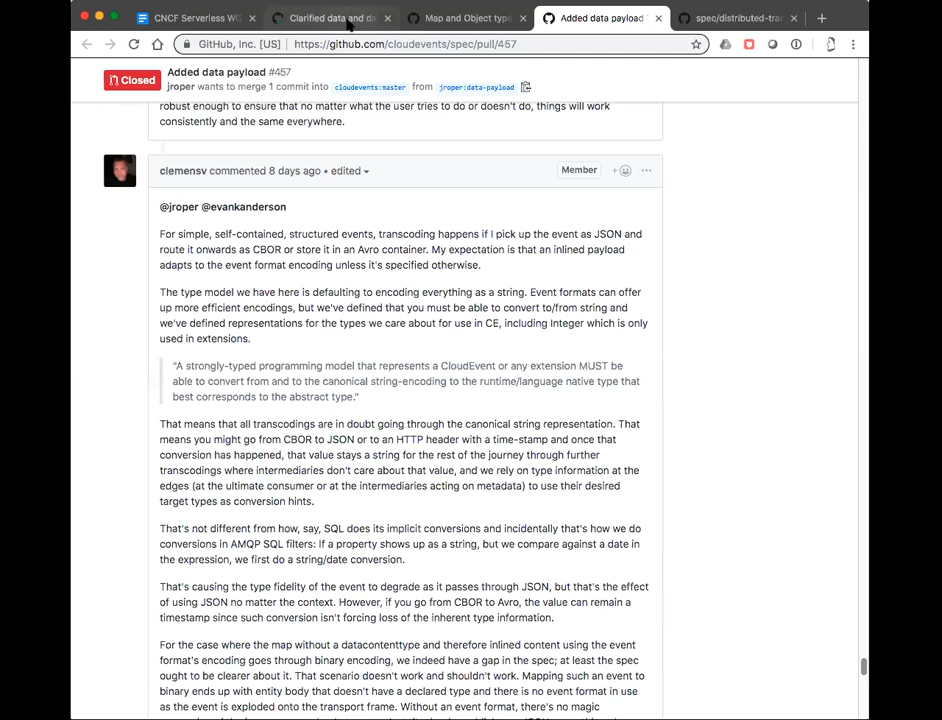 CNCF Serverless W
Clarified data and da
Map and Object type
Added data payload
spec/distributed-tra
GitHub, Inc. [US] https://github.com/cloudevents/spec/pull/457
Closed
Added data payload #457
jroper wants to merge 1 commit into cloudevents:master from jroper:data-payload
robust enough to ensure that no matter what the user tries to do or doesn't do, things will work
consistently and the same everywhere.
clemensv commented 8 days ago • edited
Member
@jroper @evankanderson
For simple, self-contained, structured events, transcoding happens if I pick up the event as JSON and
route it onwards as CBOR or store it in an Avro container. My expectation is that an inlined payload
adapts to the event format encoding unless it's specified otherwise.
The type model we have here is defaulting to encoding everything as a string. Event formats can offer
up more efficient encodings, but we've defined that you must be able to convert to/from string and
we've defined representations for the types we care about for use in CE, including Integer which is only
used in extensions.
"A strongly-typed programming model that represents a CloudEvent or any extension MUST be
able to convert from and to the canonical string-encoding to the runtime/language native type that
best corresponds to the abstract type."
That means that all transcodings are in doubt going through the canonical string representation. That
means you might go from CBOR to JSON or to an HTTP header with a time-stamp and once that
conversion has happened, that value stays a string for the rest of the journey through further
transcodings where intermediaries don't care about that value, and we rely on type information at the
edges (at the ultimate consumer or at the intermediaries acting on metadata) to use their desired
target types as conversion hints.
That's not different from how, say, SQL does its implicit conversions and incidentally that's how we do
conversions in AMQP SQL filters: If a property shows up as a string, but we compare against a date in
the expression, we first do a string/date conversion.
That's causing the type fidelity of the event to degrade as it passes through JSON, but that's the effect
of using JSON no matter the context. However, if you go from CBOR to Avro, the value can remain a
timestamp since such conversion isn't forcing loss of the inherent type information.
For the case where the map without a datacontenttype and therefore inlined content using the event
format's encoding goes through binary encoding, we indeed have a gap in the spec; at least the spec
ought to be clearer about it. That scenario doesn't work and shouldn't work. Mapping such an event to
binary ends up with entity body that doesn't have a declared type and there is no event format in use
as the event is exploded onto the transport frame. Without an event format, there's no magic